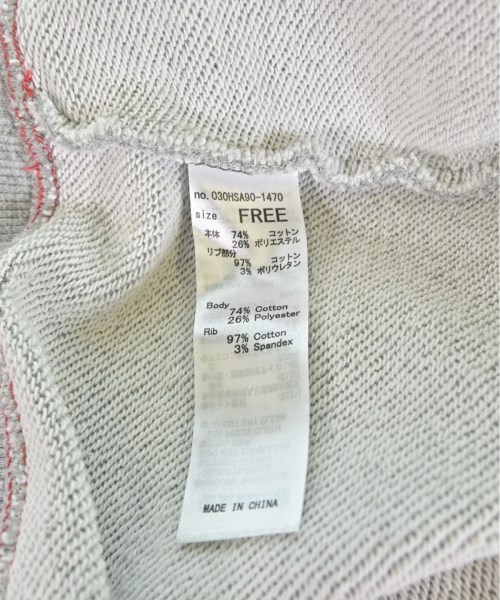 no. 030HSA90-1470
size FREE
本体 74% コットン
26% ポリエステル
リブ部分
97% コットン
3% ポリウレタン
Body
74% Cotton
26% Polyester
Rib
97% Cotton
3% Spandex
MADE IN CHINA